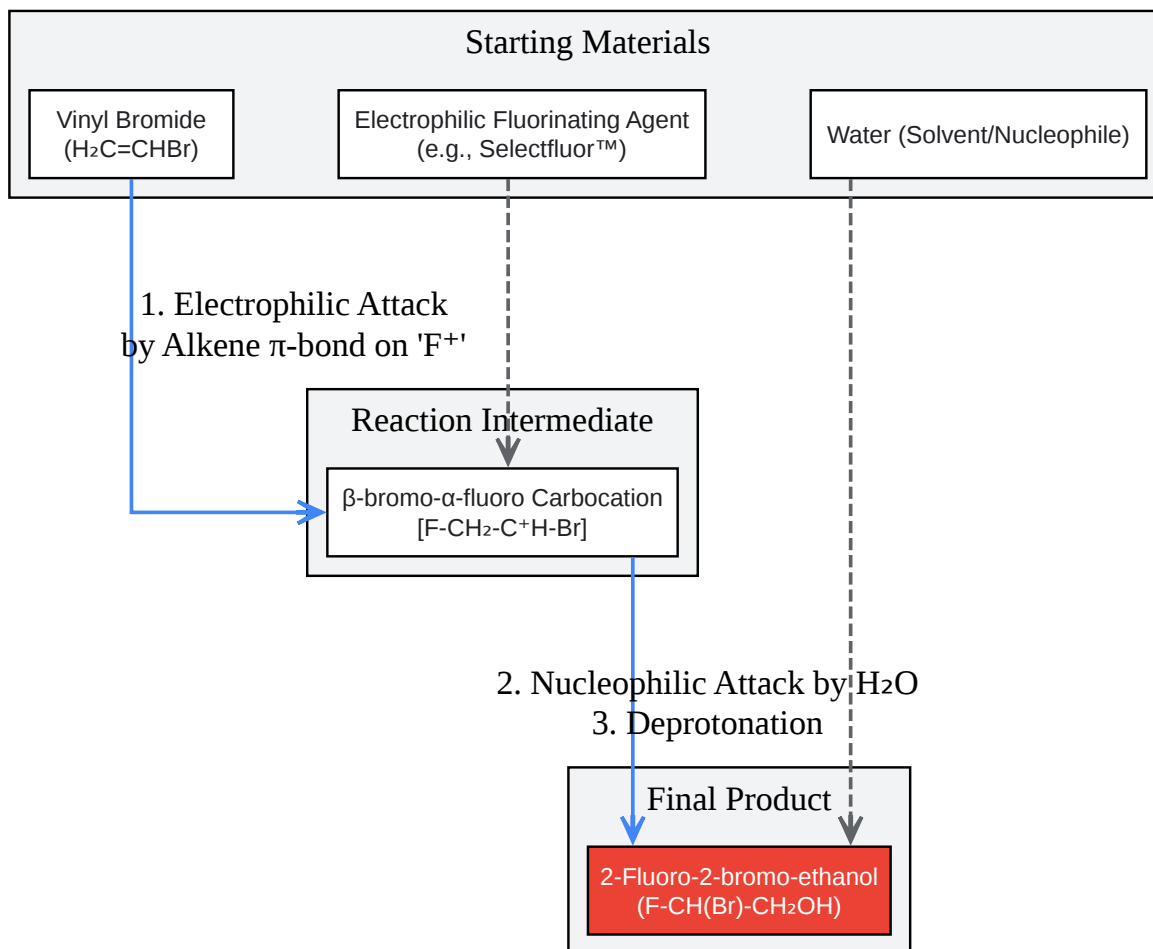 Starting Materials
Vinyl Bromide
(H₂C=CHBr)
Electrophilic Fluorinating Agent
(e.g., Selectfluor™)
Water (Solvent/Nucleophile)
1. Electrophilic Attack
by Alkene π-bond on 'F⁺'
Reaction Intermediate
β-bromo-α-fluoro Carbocation
[F-CH₂-C⁺H-Br]
2. Nucleophilic Attack by H₂O
3. Deprotonation
Final Product
2-Fluoro-2-bromo-ethanol
(F-CH(Br)-CH₂OH)